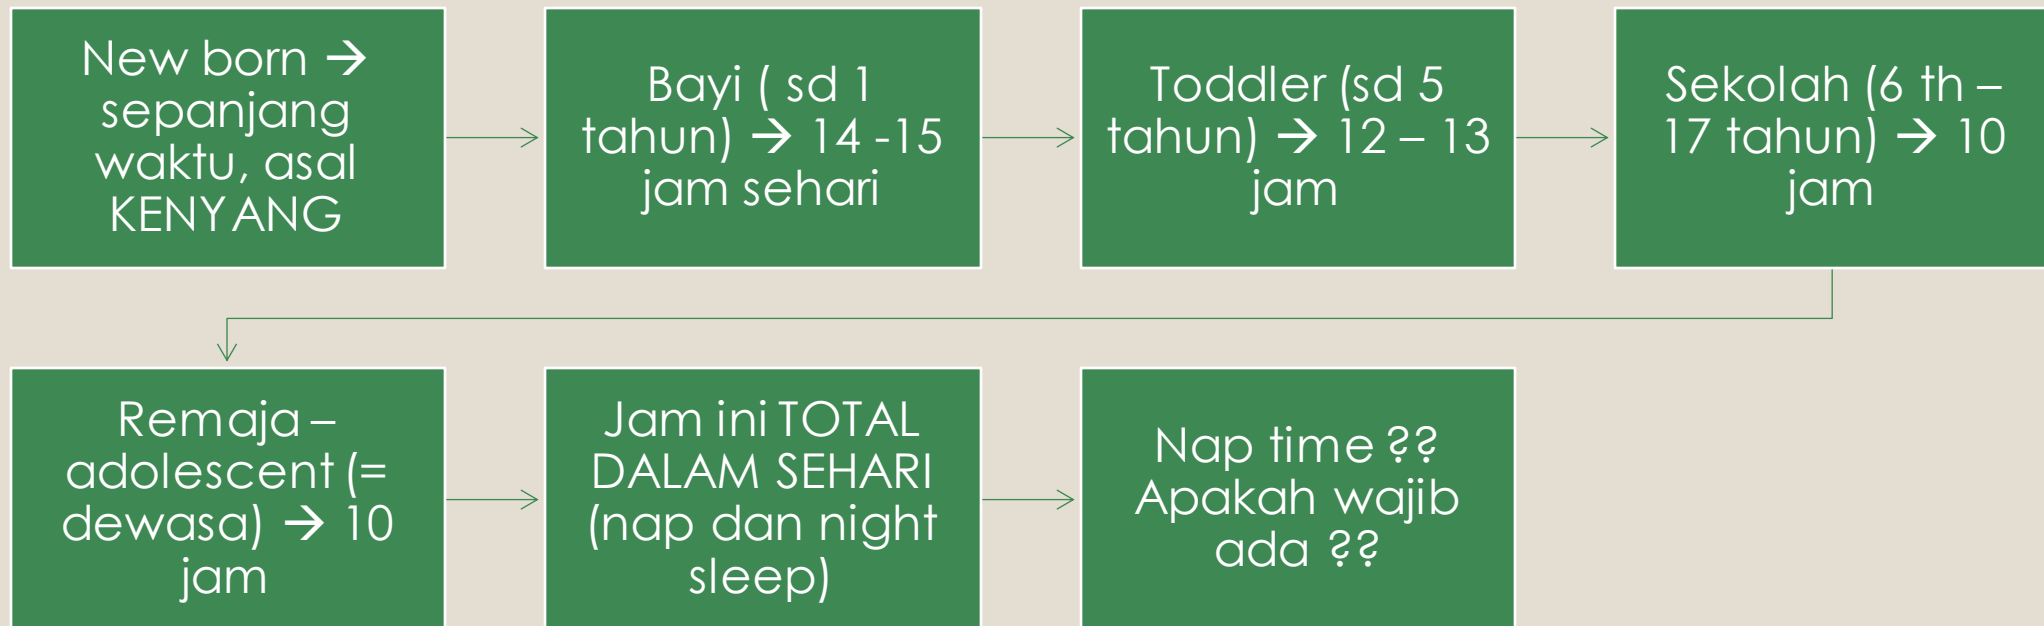 New born →
sepanjang
waktu, asal
KENYANG
Bayi ( sd 1
tahun) → 14 -15
jam sehari
Toddler (sd 5
tahun) → 12 – 13
jam
Sekolah (6 th –
17 tahun) → 10
jam
Remaja –
adolescent (=
dewasa) → 10
jam
Jam ini TOTAL
DALAM SEHARI
(nap dan night
sleep)
Nap time ??
Apakah wajib
ada ??